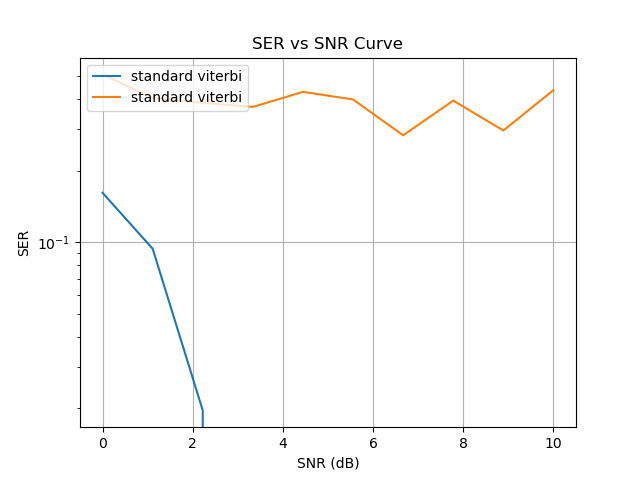 SER vs SNR Curve
standard viterbi
standard viterbi
SER
10⁻¹
0 2 4 6 8 10
SNR (dB)